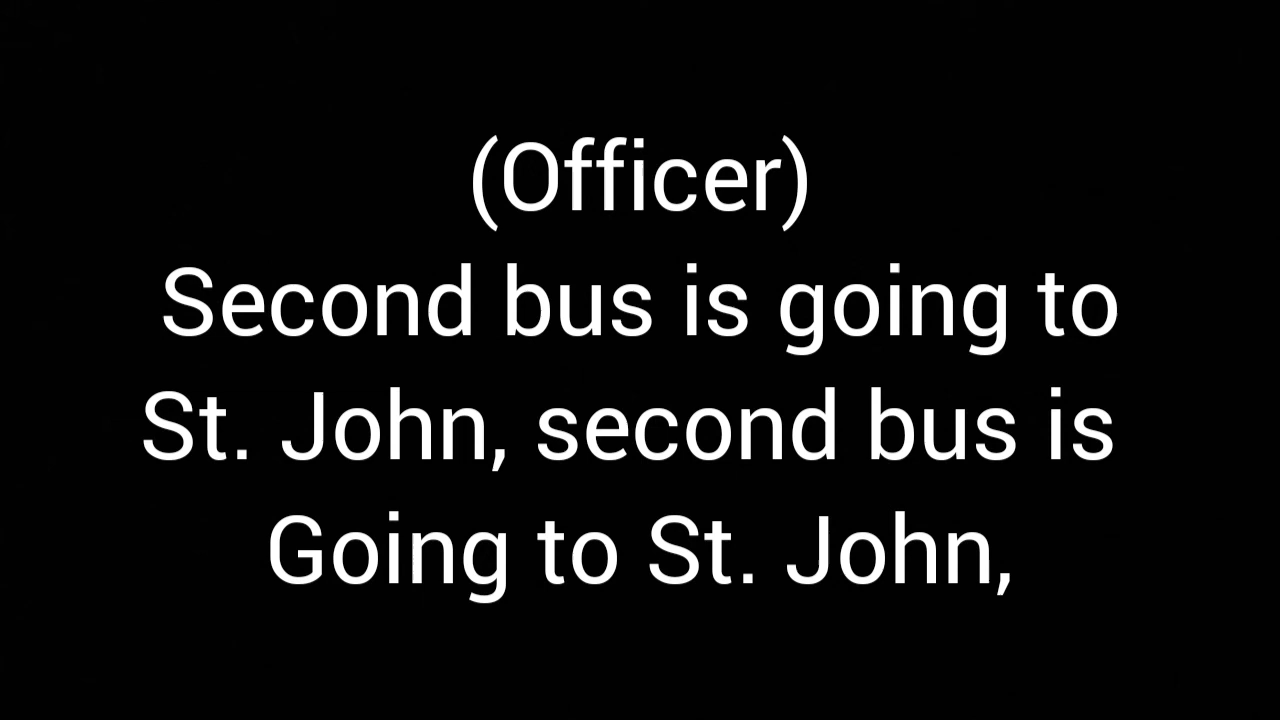 (Officer)
Second bus is going to
St. John, second bus is
Going to St. John,